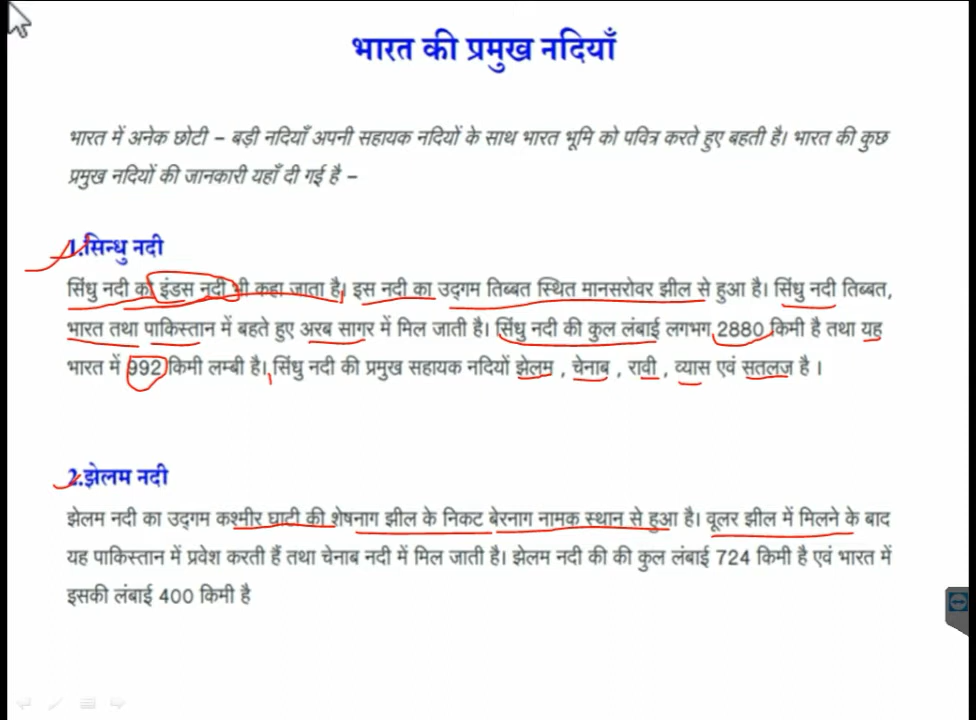 भारत की प्रमुख नदियाँ
भारत में अनेक छोटी – बड़ी नदियाँ अपनी सहायक नदियों के साथ भारत भूमि को पवित्र करते हुए बहती है। भारत की कुछ
प्रमुख नदियों की जानकारी यहाँ दी गई है –
1.सिन्धु नदी
सिंधु नदी को इंडस नदी भी कहा जाता है। इस नदी का उद्गम तिब्बत स्थित मानसरोवर झील से हुआ है। सिंधु नदी तिब्बत,
भारत तथा पाकिस्तान में बहते हुए अरब सागर में मिल जाती है। सिंधु नदी की कुल लंबाई लगभग 2880 किमी है तथा यह
भारत में 992 किमी लम्बी है। सिंधु नदी की प्रमुख सहायक नदियों झेलम , चेनाब , रावी , व्यास एवं सतलज है ।
2.झेलम नदी
झेलम नदी का उद्गम कश्मीर घाटी की शेषनाग झील के निकट बेरनाग नामक स्थान से हुआ है। वूलर झील में मिलने के बाद
यह पाकिस्तान में प्रवेश करती हैं तथा चेनाब नदी में मिल जाती है। झेलम नदी की की कुल लंबाई 724 किमी है एवं भारत में
इसकी लंबाई 400 किमी है